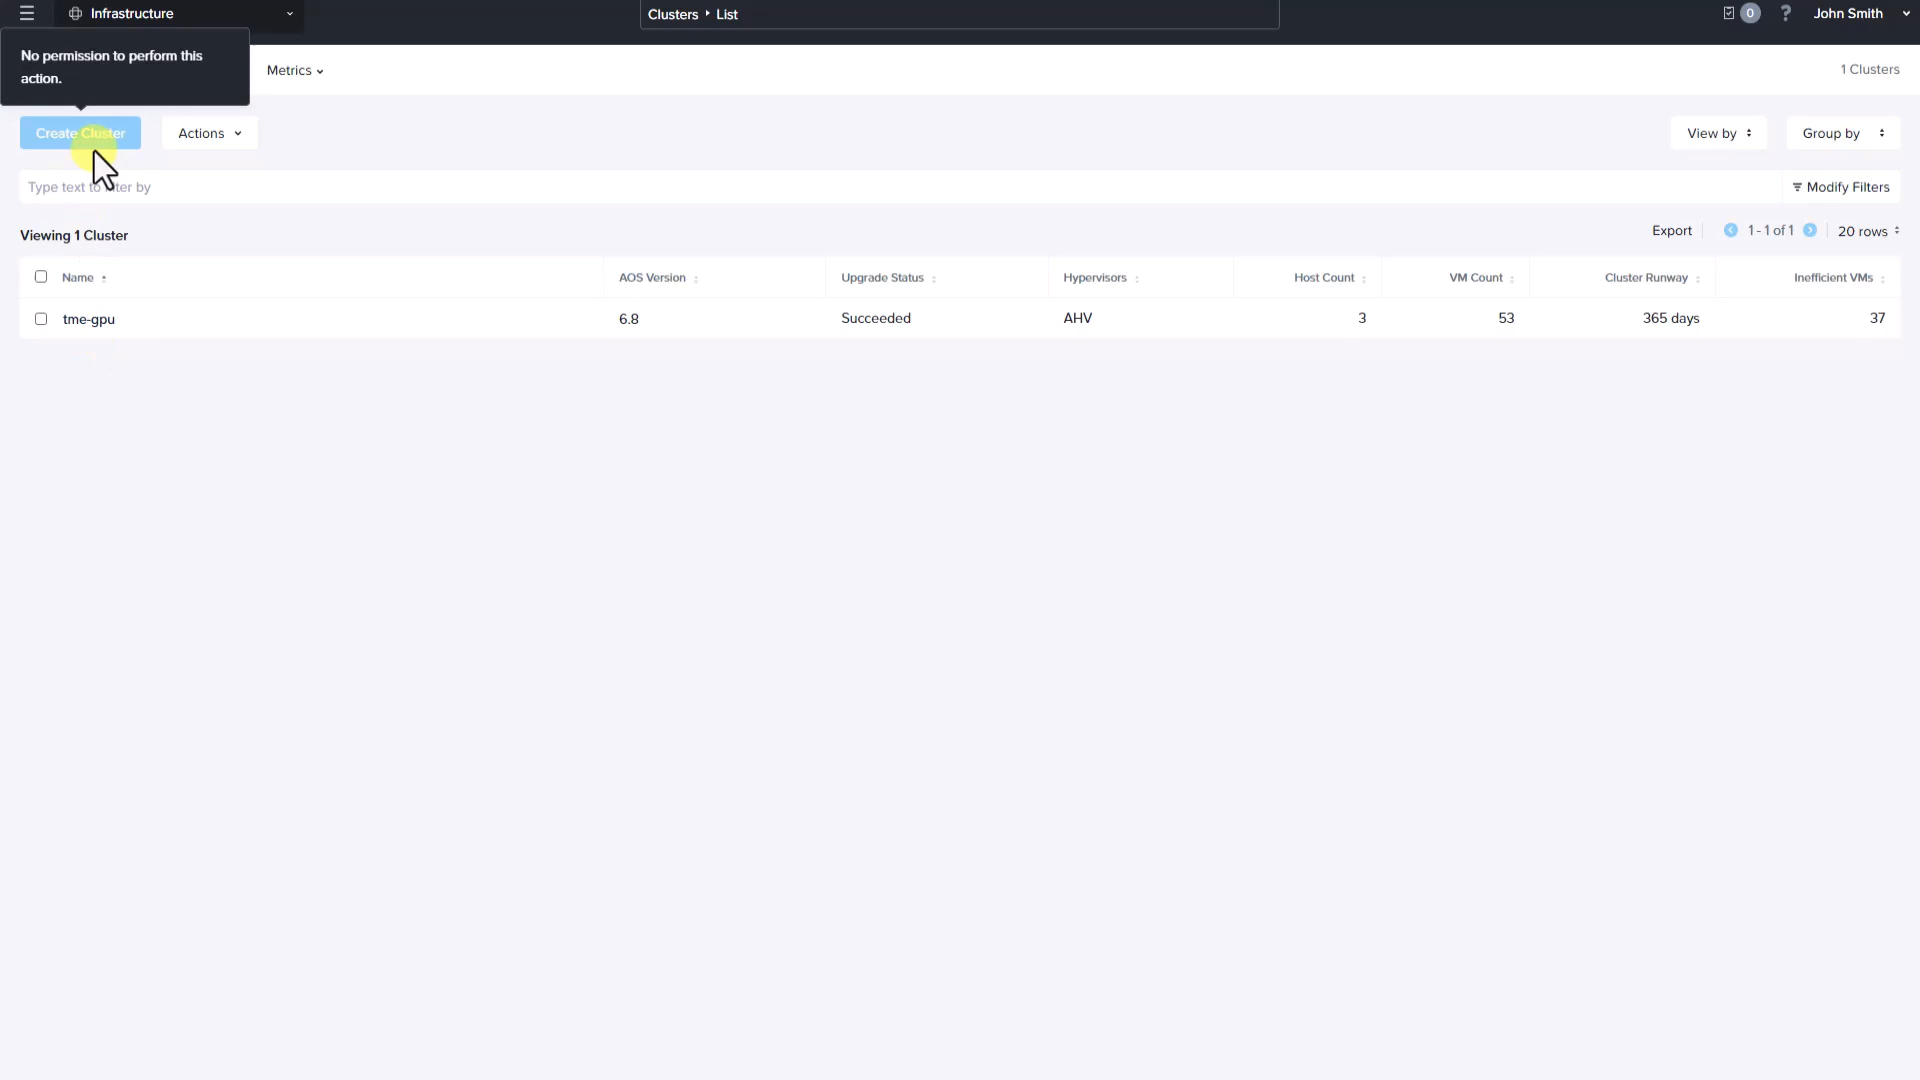 Infrastructure
Clusters ‣ List
0
?
John Smith
No permission to perform this
action.
Metrics
1 Clusters
Create Cluster
Actions
View by
Group by
Type text to filter by
Modify Filters
Viewing 1 Cluster
Export
1 - 1 of 1
20 rows
Name
AOS Version
Upgrade Status
Hypervisors
Host Count
VM Count
Cluster Runway
Inefficient VMs
tme-gpu
6.8
Succeeded
AHV
3
53
365 days
37